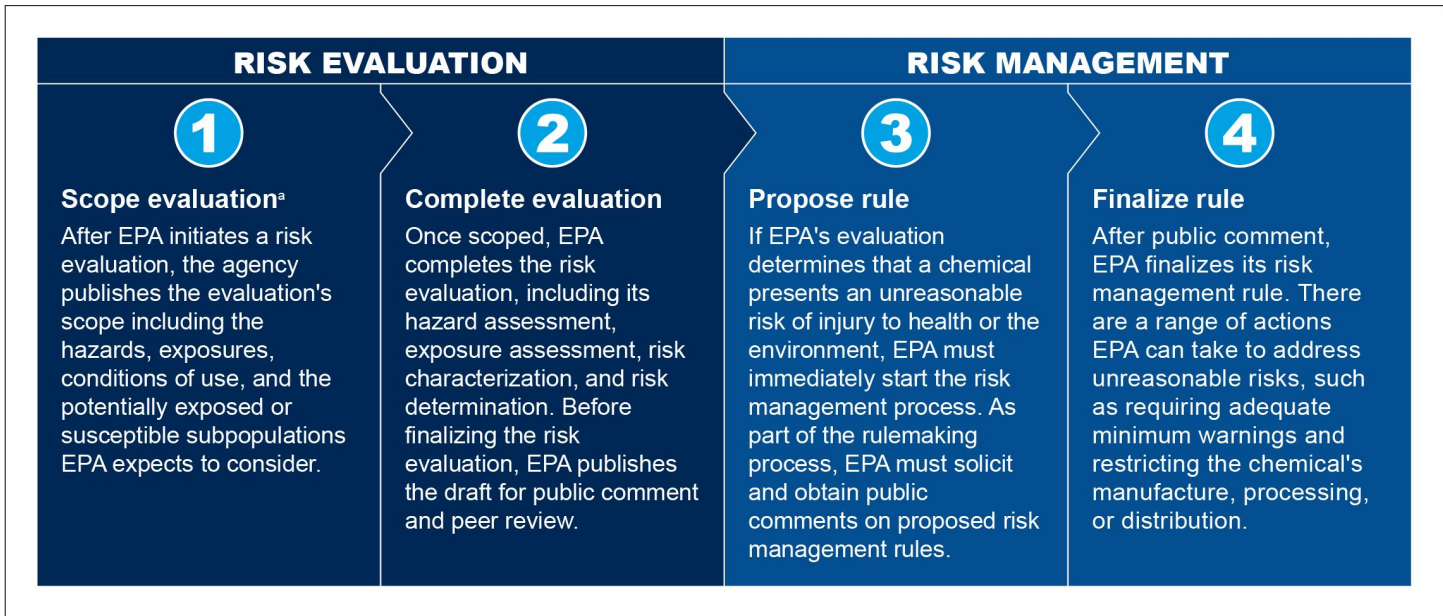 RISK EVALUATION
RISK MANAGEMENT
1
Scope evaluationᵃ
After EPA initiates a risk
evaluation, the agency
publishes the evaluation's
scope including the
hazards, exposures,
conditions of use, and the
potentially exposed or
susceptible subpopulations
EPA expects to consider.
2
Complete evaluation
Once scoped, EPA
completes the risk
evaluation, including its
hazard assessment,
exposure assessment, risk
characterization, and risk
determination. Before
finalizing the risk
evaluation, EPA publishes
the draft for public comment
and peer review.
3
Propose rule
If EPA's evaluation
determines that a chemical
presents an unreasonable
risk of injury to health or the
environment, EPA must
immediately start the risk
management process. As
part of the rulemaking
process, EPA must solicit
and obtain public
comments on proposed risk
management rules.
4
Finalize rule
After public comment,
EPA finalizes its risk
management rule. There
are a range of actions
EPA can take to address
unreasonable risks, such
as requiring adequate
minimum warnings and
restricting the chemical's
manufacture, processing,
or distribution.